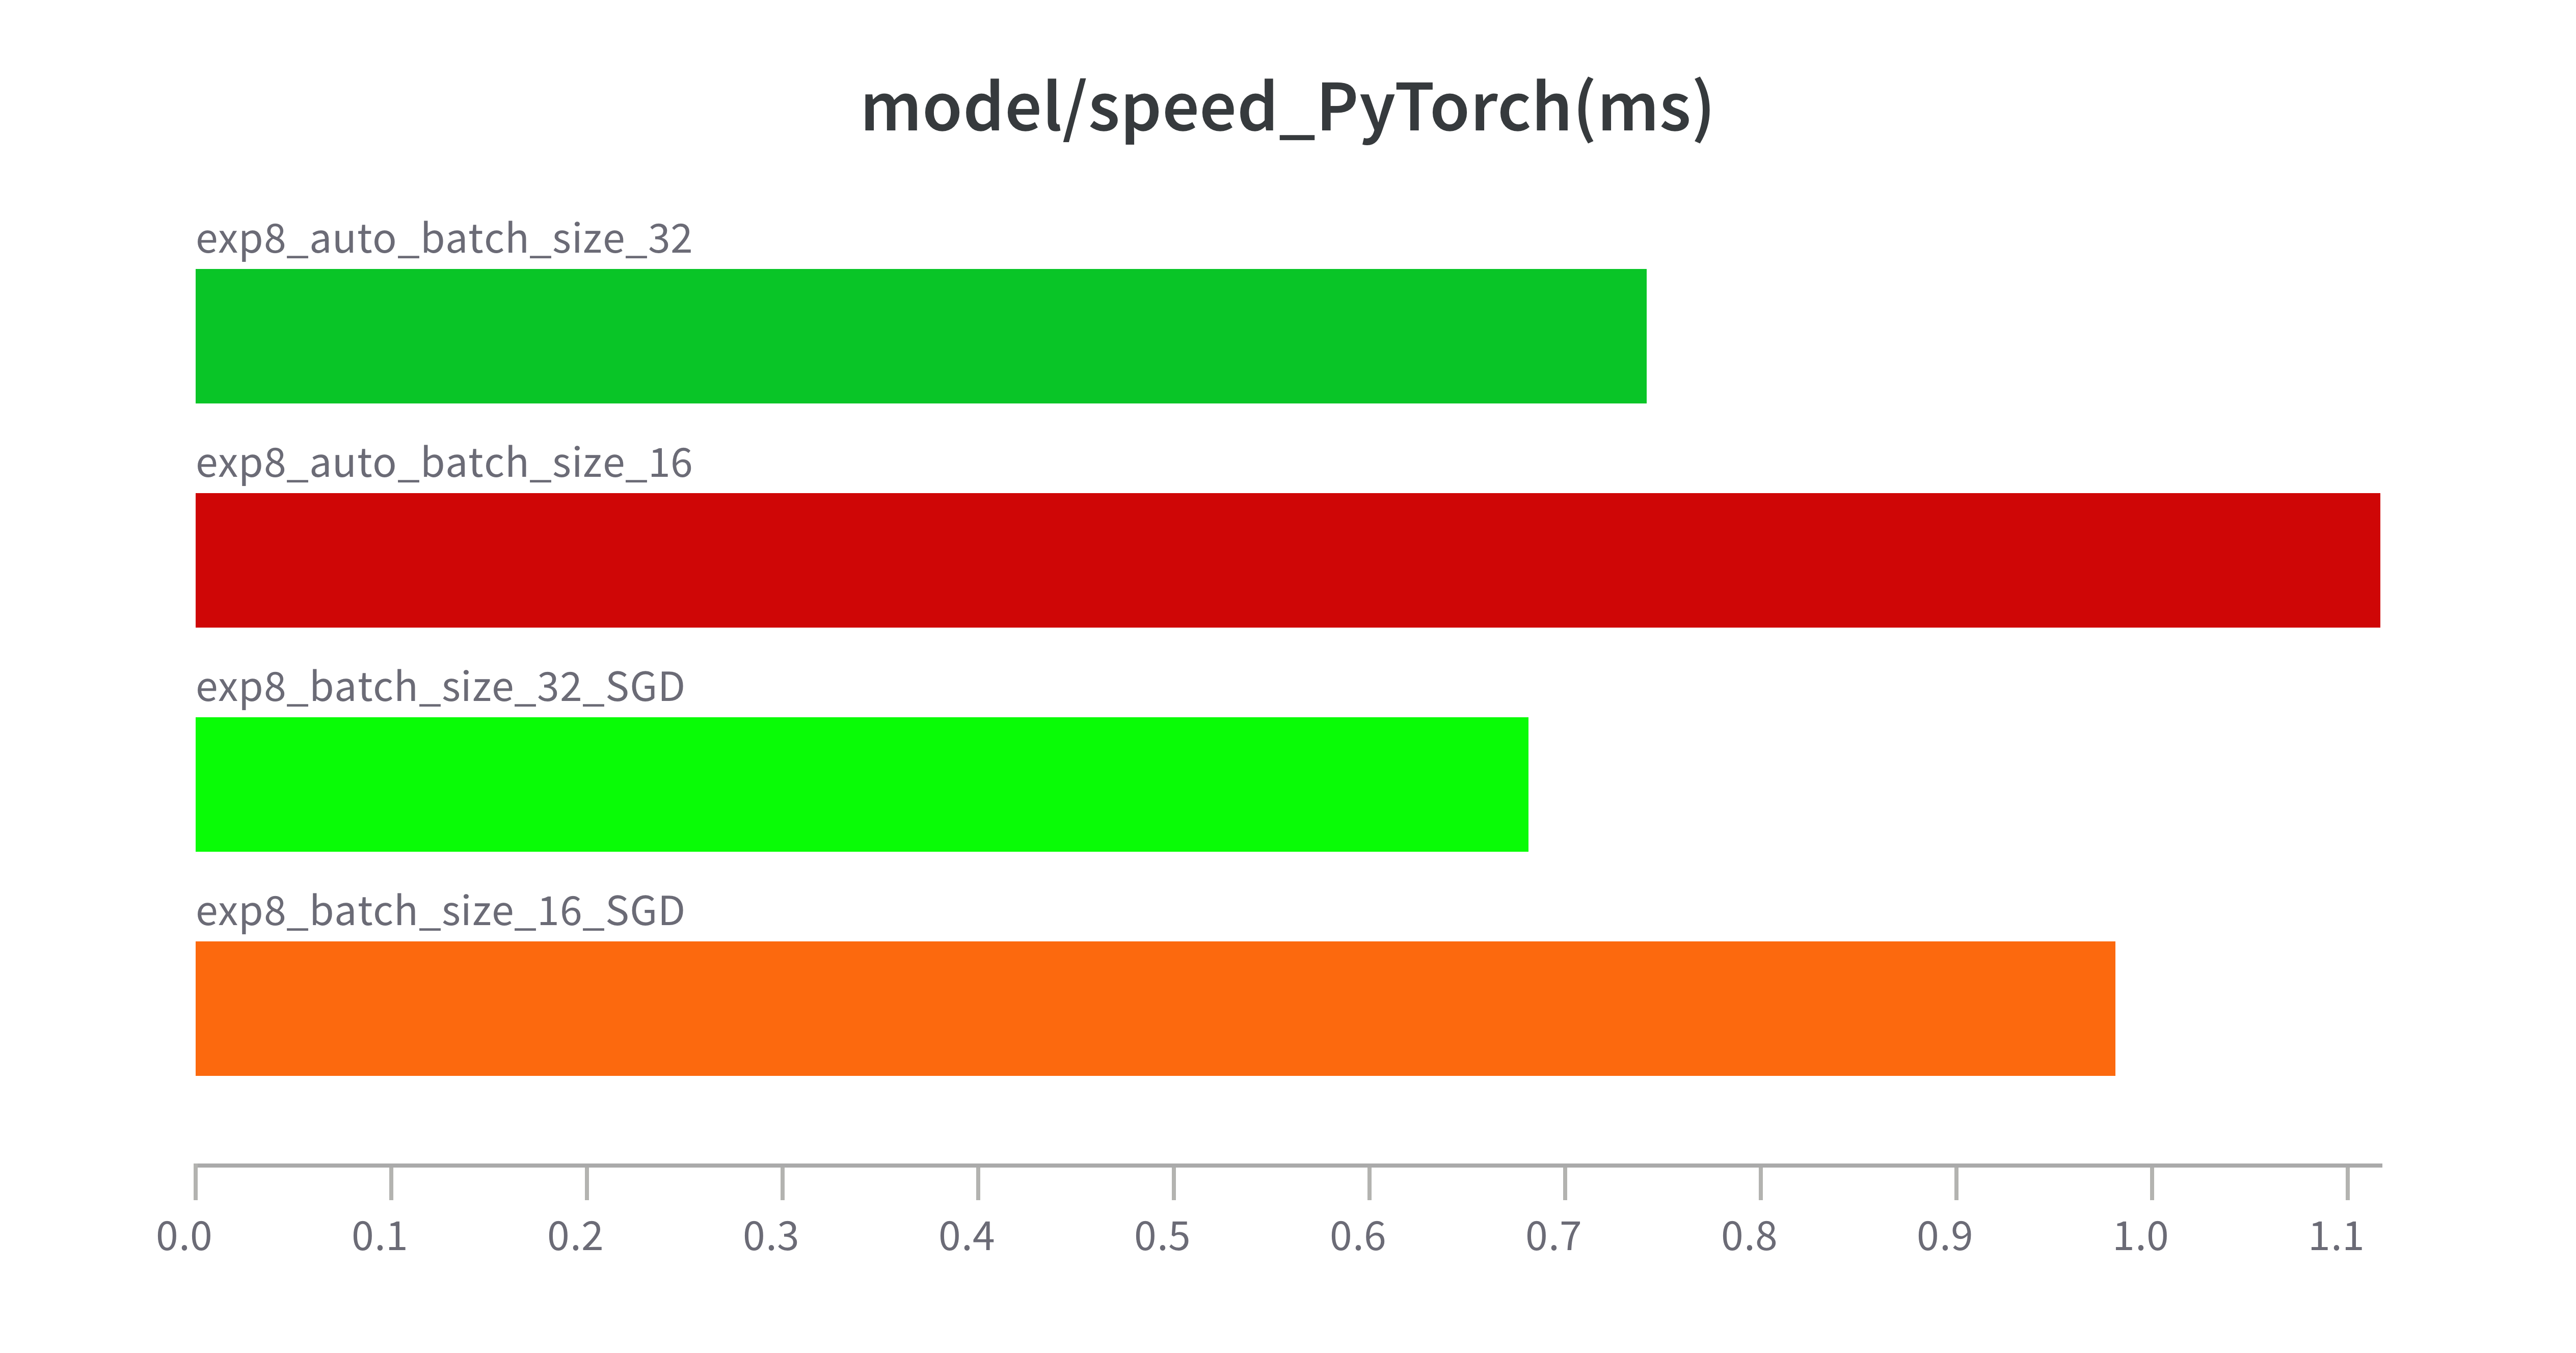 model/speed_PyTorch(ms)
exp8_auto_batch_size_32
exp8_auto_batch_size_16
exp8_batch_size_32_SGD
exp8_batch_size_16_SGD
0.0 0.1 0.2 0.3 0.4 0.5 0.6 0.7 0.8 0.9 1.0 1.1